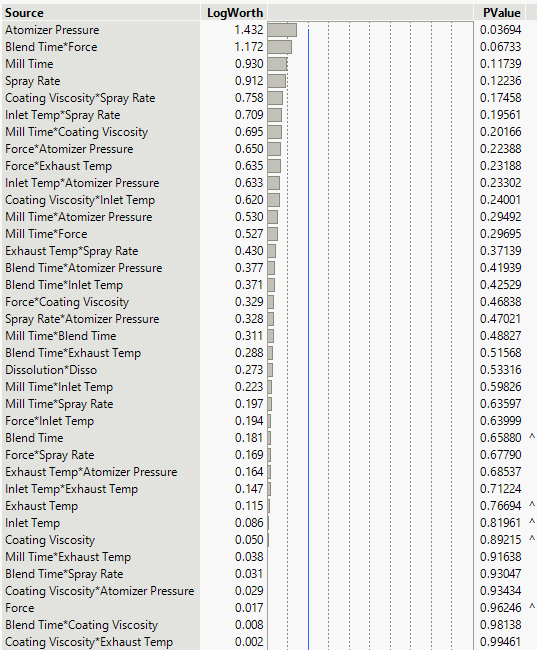 Source LogWorth PValue
Atomizer Pressure 1.432 0.03694
Blend Time*Force 1.172 0.06733
Mill Time 0.930 0.11739
Spray Rate 0.912 0.12236
Coating Viscosity*Spray Rate 0.758 0.17458
Inlet Temp*Spray Rate 0.709 0.19561
Mill Time*Coating Viscosity 0.695 0.20166
Force*Atomizer Pressure 0.650 0.22388
Force*Exhaust Temp 0.635 0.23188
Inlet Temp*Atomizer Pressure 0.633 0.23302
Coating Viscosity*Inlet Temp 0.620 0.24001
Mill Time*Atomizer Pressure 0.530 0.29492
Mill Time*Force 0.527 0.29695
Exhaust Temp*Spray Rate 0.430 0.37139
Blend Time*Atomizer Pressure 0.377 0.41939
Blend Time*Inlet Temp 0.371 0.42529
Force*Coating Viscosity 0.329 0.46838
Spray Rate*Atomizer Pressure 0.328 0.47021
Mill Time*Blend Time 0.311 0.48827
Blend Time*Exhaust Temp 0.288 0.51568
Dissolution*Disso 0.273 0.53316
Mill Time*Inlet Temp 0.223 0.59826
Mill Time*Spray Rate 0.197 0.63597
Force*Inlet Temp 0.194 0.63999
Blend Time 0.181 0.65880 ^
Force*Spray Rate 0.169 0.67790
Exhaust Temp*Atomizer Pressure 0.164 0.68537
Inlet Temp*Exhaust Temp 0.147 0.71224
Exhaust Temp 0.115 0.76694 ^
Inlet Temp 0.086 0.81961 ^
Coating Viscosity 0.050 0.89215 ^
Mill Time*Exhaust Temp 0.038 0.91638
Blend Time*Spray Rate 0.031 0.93047
Coating Viscosity*Atomizer Pressure 0.029 0.93434
Force 0.017 0.96246 ^
Blend Time*Coating Viscosity 0.008 0.98138
Coating Viscosity*Exhaust Temp 0.002 0.99461